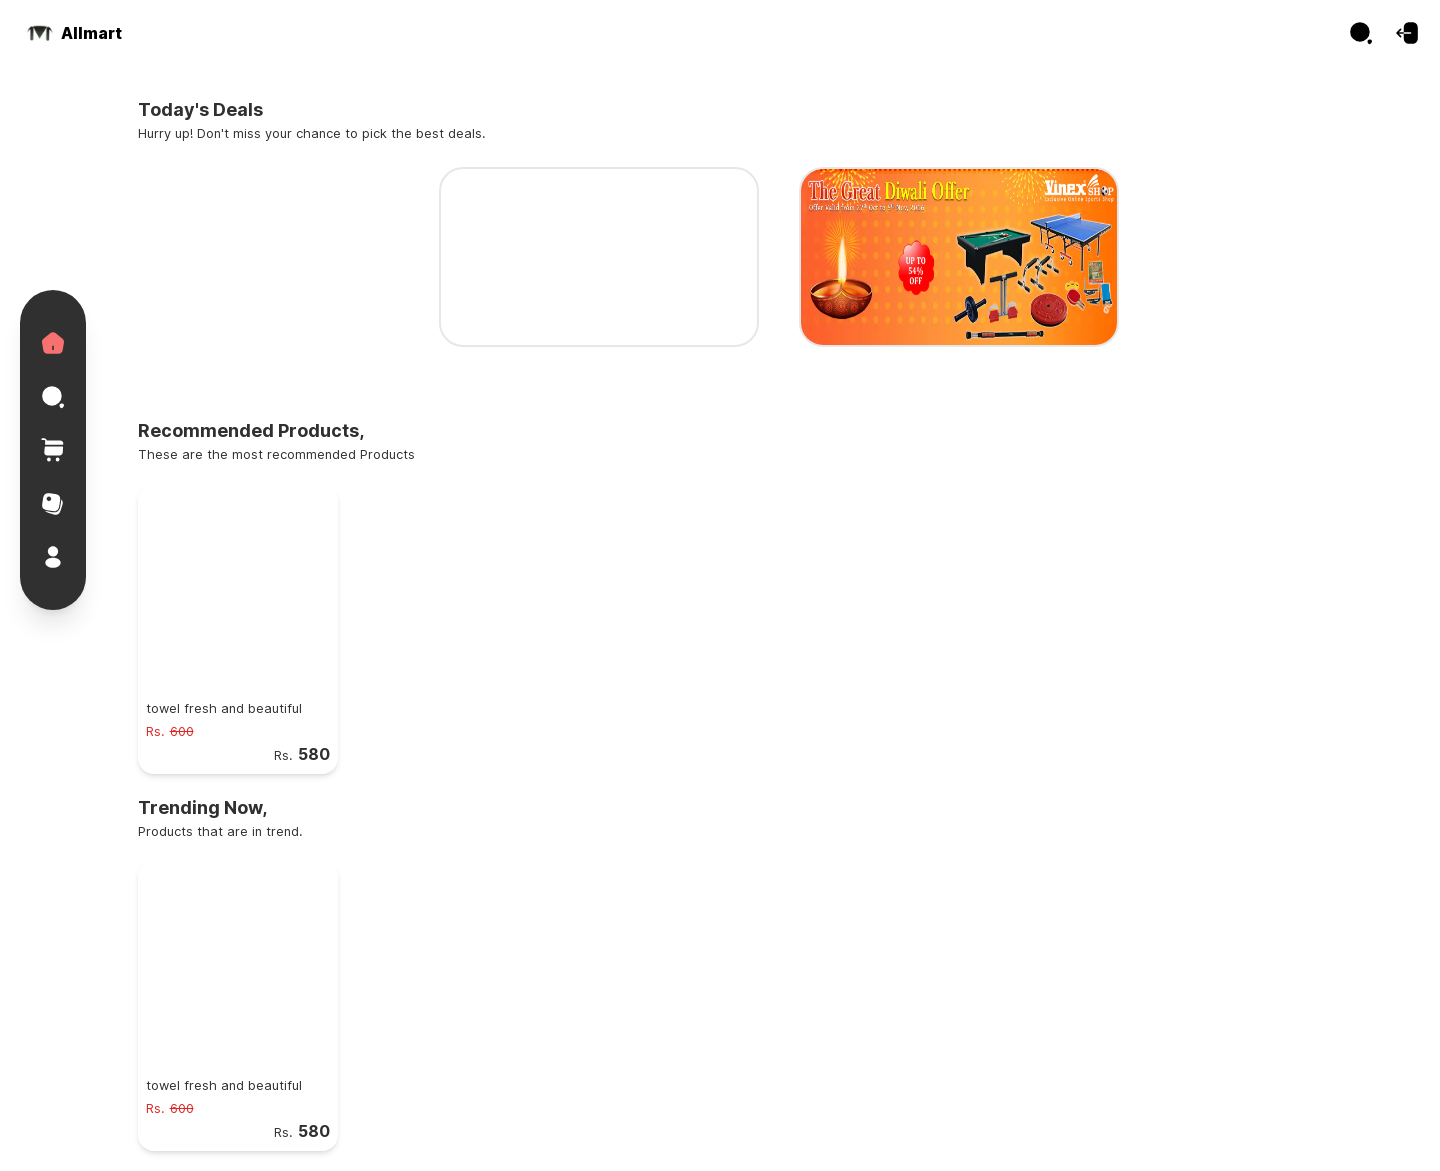 Allmart
Today's Deals
Hurry up! Don't miss your chance to pick the best deals.
The Great Diwali Offer
Vinex SHOP
Exclusive Online Sports Shop
UP TO
54%
OFF
Recommended Products,
These are the most recommended Products
towel fresh and beautiful
Rs. 600
Rs. 580
Trending Now,
Products that are in trend.
towel fresh and beautiful
Rs. 600
Rs. 580